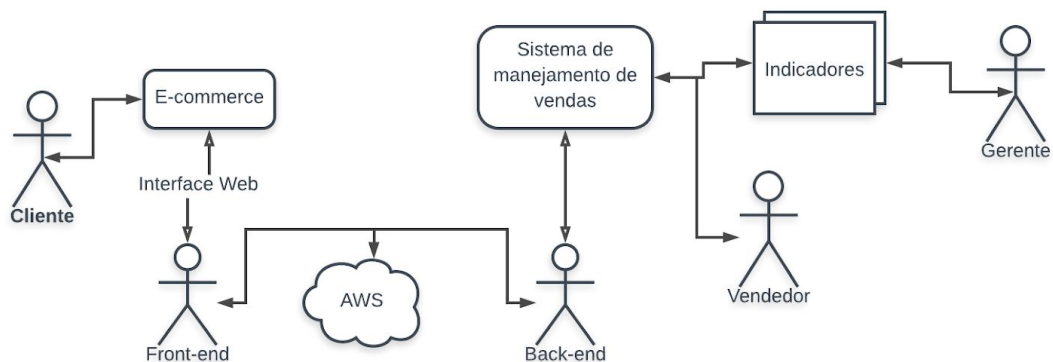 Cliente
E-commerce
Interface Web
Front-end
AWS
Back-end
Sistema de
manejamento de
vendas
Indicadores
Vendedor
Gerente